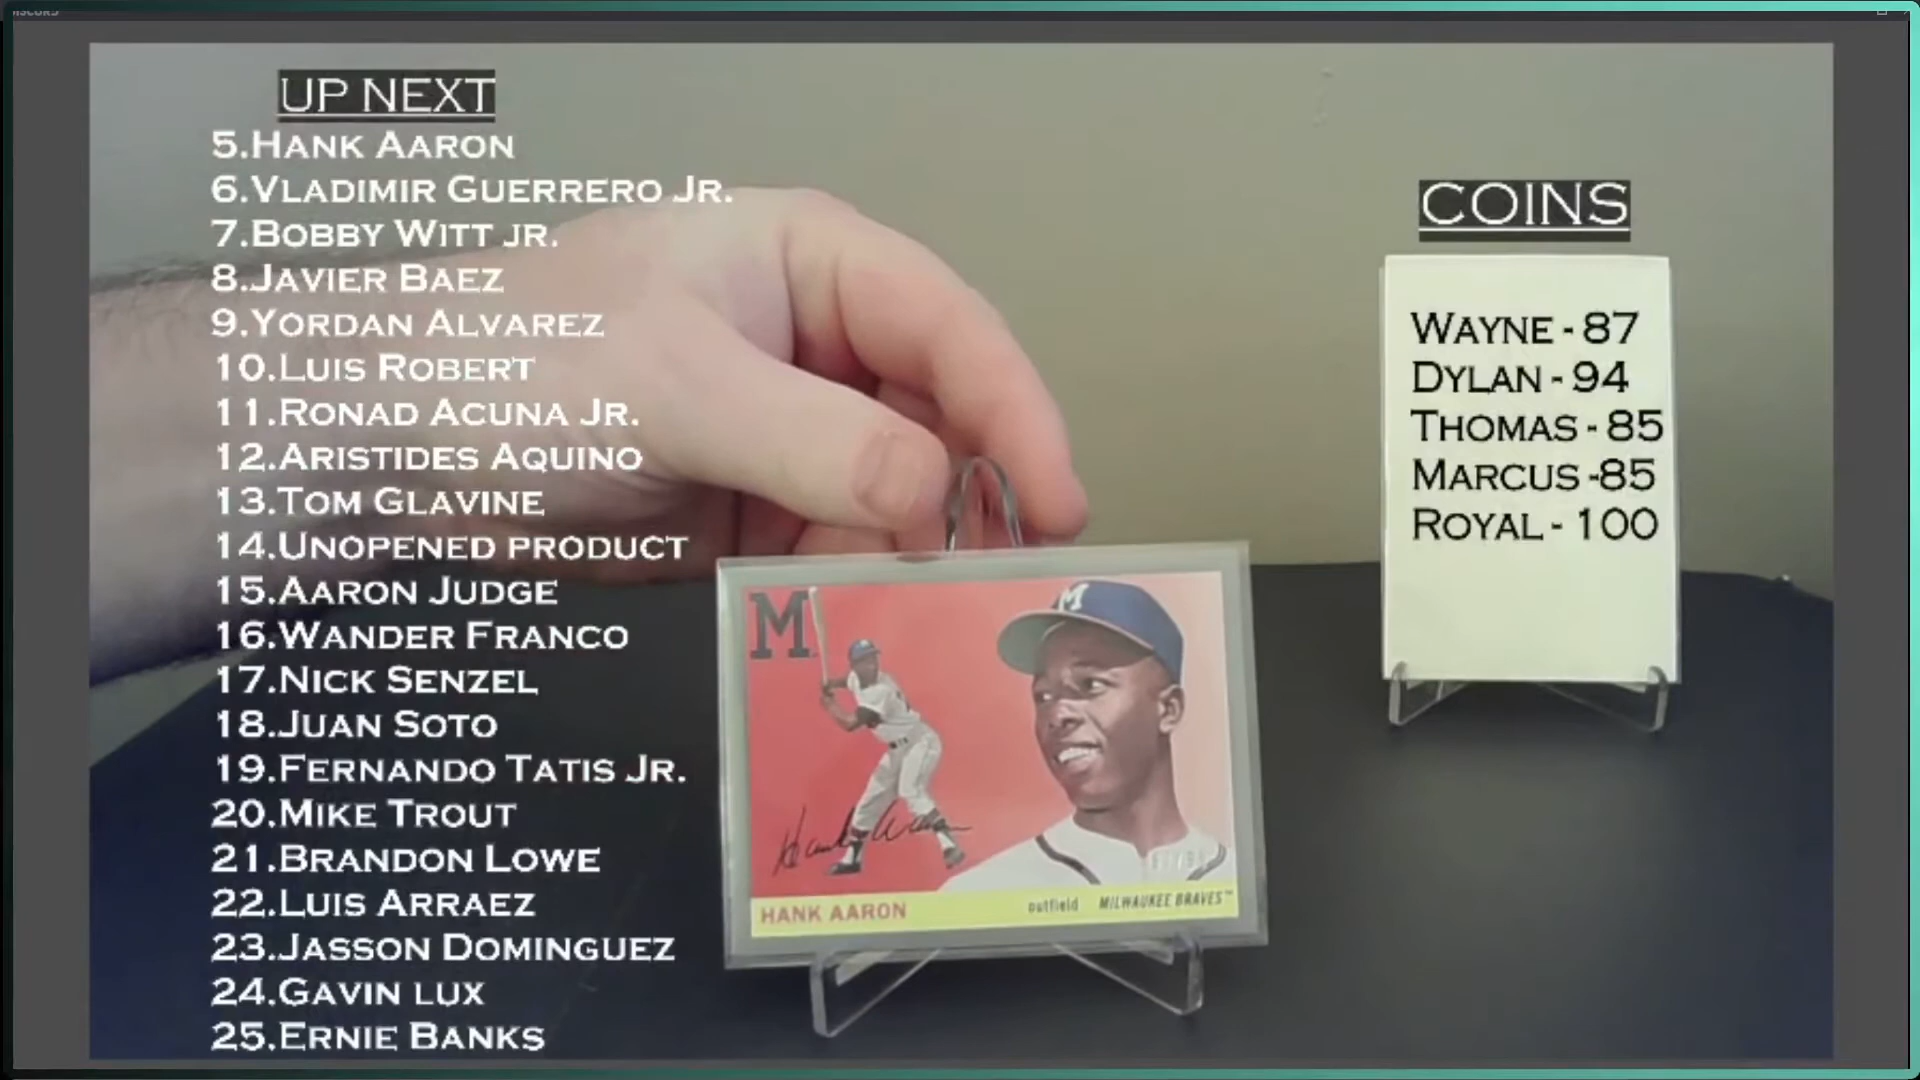 UP NEXT
5.HANK AARON
6.VLADIMIR GUERRERO JR.
7.BOBBY WITT JR.
8.JAVIER BAEZ
9.YORDAN ALVAREZ
10.LUIS ROBERT
11.RONAD ACUNA JR.
12.ARISTIDES AQUINO
13.TOM GLAVINE
14.UNOPENED PRODUCT
15.AARON JUDGE
16.WANDER FRANCO
17.NICK SENZEL
18.JUAN SOTO
19.FERNANDO TATIS JR.
20.MIKE TROUT
21.BRANDON LOWE
22.LUIS ARRAEZ
23.JASSON DOMINGUEZ
24.GAVIN LUX
25.ERNIE BANKS
COINS
WAYNE - 87
DYLAN - 94
THOMAS - 85
MARCUS -85
ROYAL - 100
M
M
Hank Aaron
HANK AARON outfield MILWAUKEE BRAVES™